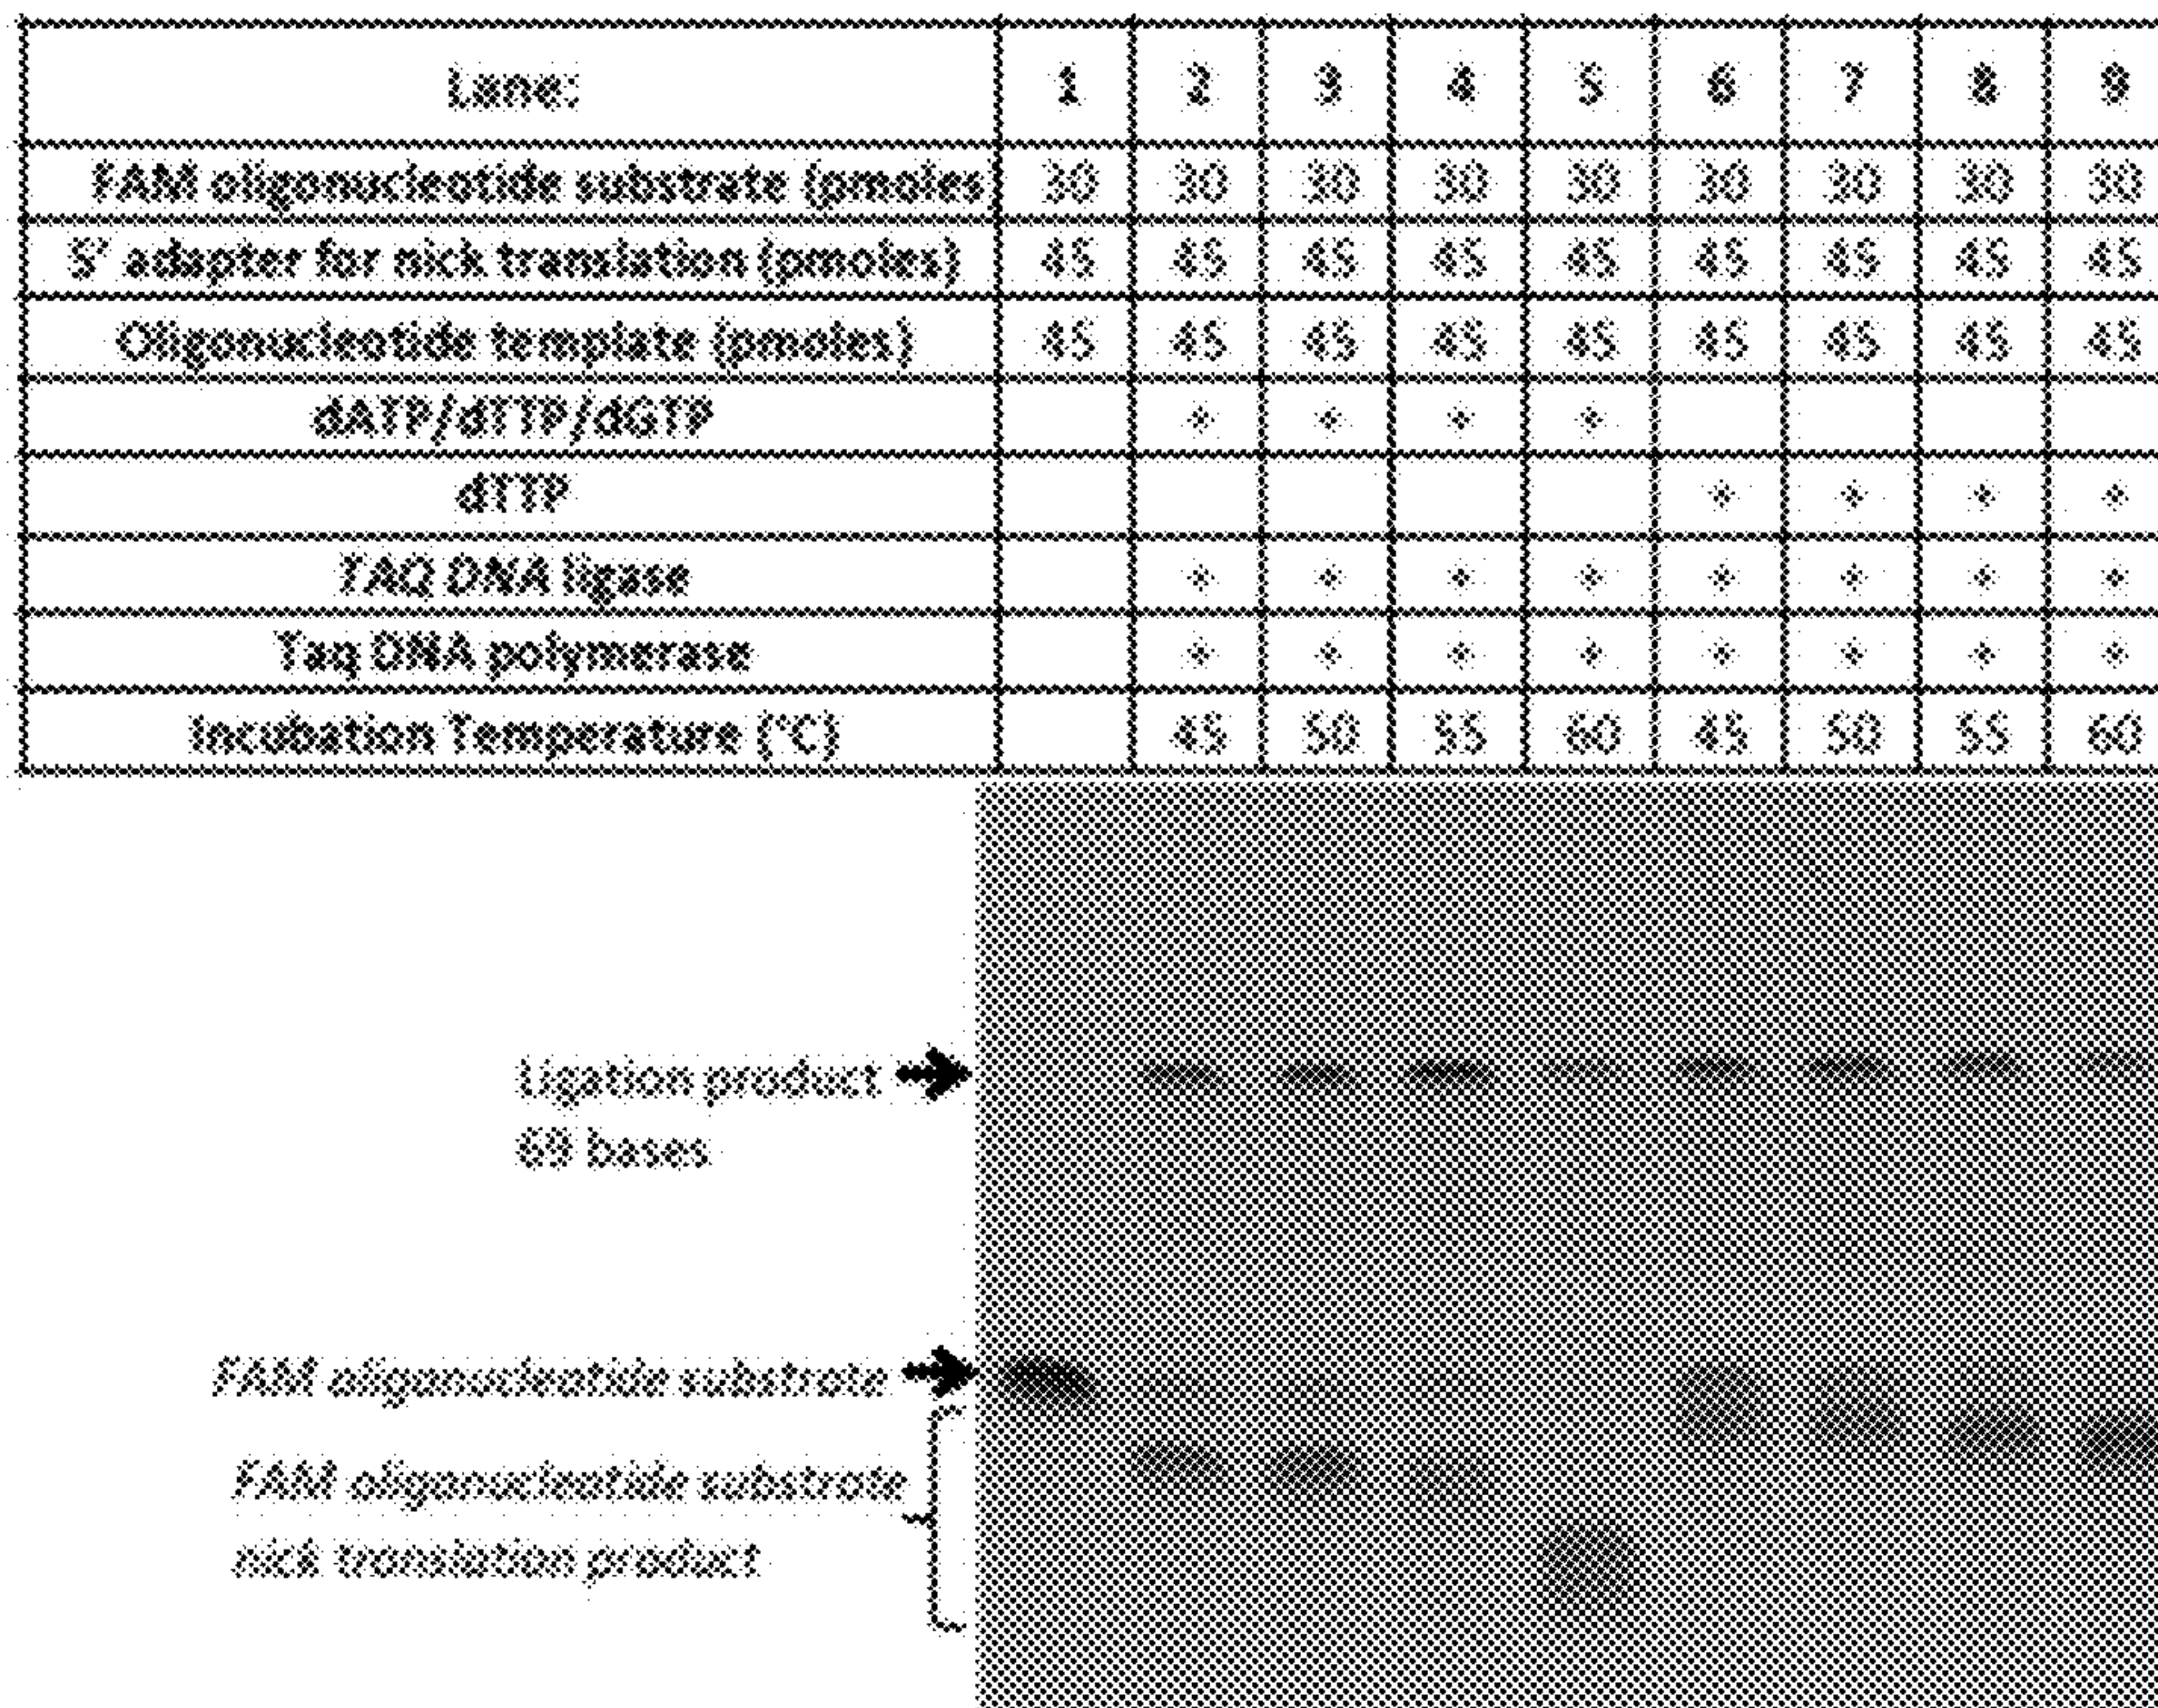 Lane: 1 2 3 4 5 6 7 8 9
FAM oligonucleotide substrate (pmoles 30 30 30 30 30 30 30 30 30
5' adapter for nick translation (pmoles) 45 45 45 45 45 45 45 45 45
Oligonucleotide template (pmoles) 45 45 45 45 45 45 45 45 45
dATP/dTTP/dGTP + + + +
dTTP + + + +
TAQ DNA ligase + + + + + + + +
Taq DNA polymerase + + + + + + + +
Incubation Temperature (°C) 45 50 55 60 45 50 55 60
Ligation product
69 bases
FAM oligonucleotide substrate
FAM oligonucleotide substrate
nick translation product